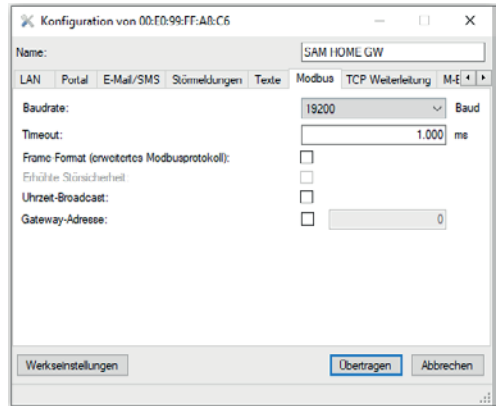 Konfiguration von 00:E0:99:FF:A8:C6
Name: SAM HOME GW
LAN Portal E-Mail/SMS Störmeldungen Texte Modbus TCP Weiterleitung M-E
Baudrate: 19200 Baud
Timeout: 1.000 ms
Frame-Format (erweitertes Modbusprotokoll):
Erhöhte Störsicherheit:
Uhrzeit-Broadcast:
Gateway-Adresse: 0
Werkseinstellungen Übertragen Abbrechen